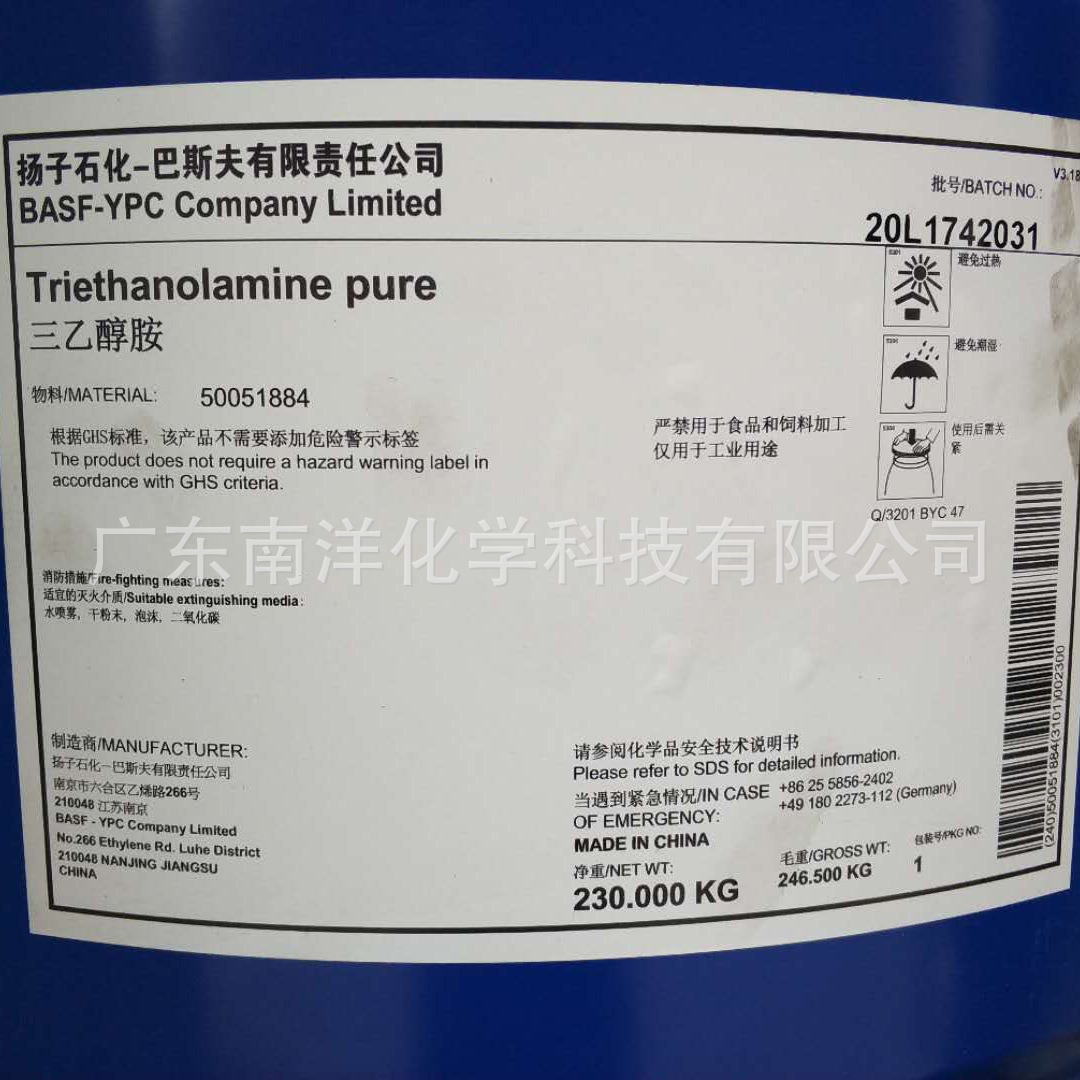 扬子石化-巴斯夫有限责任公司
BASF-YPC Company Limited
V3.18
批号/BATCH NO.:
20L1742031
Triethanolamine pure
三乙醇胺
避免过热
避免潮湿
使用后需关
紧
物料/MATERIAL: 50051884
根据GHS标准，该产品不需要添加危险警示标签
The product does not require a hazard warning label in
accordance with GHS criteria.
严禁用于食品和饲料加工
仅用于工业用途
Q/3201 BYC 47
广东南洋化学科技有限公司
消防措施/Fire-fighting measures:
适宜的灭火介质/Suitable extinguishing media:
水喷雾，干粉末，泡沫，二氧化碳
制造商/MANUFACTURER:
扬子石化一巴斯夫有限责任公司
南京市六合区乙烯路266号
210048 江苏南京
BASF - YPC Company Limited
No.266 Ethylene Rd. Luhe District
210048 NANJING JIANGSU
CHINA
请参阅化学品安全技术说明书
Please refer to SDS for detailed information.
当遇到紧急情况/IN CASE +86 25 5856-2402
OF EMERGENCY: +49 180 2273-112 (Germany)
MADE IN CHINA
净重/NET WT: 毛重/GROSS WT: 包装号/PKG NO:
230.000 KG 246.500 KG 1
(240)50051884(3101)002300